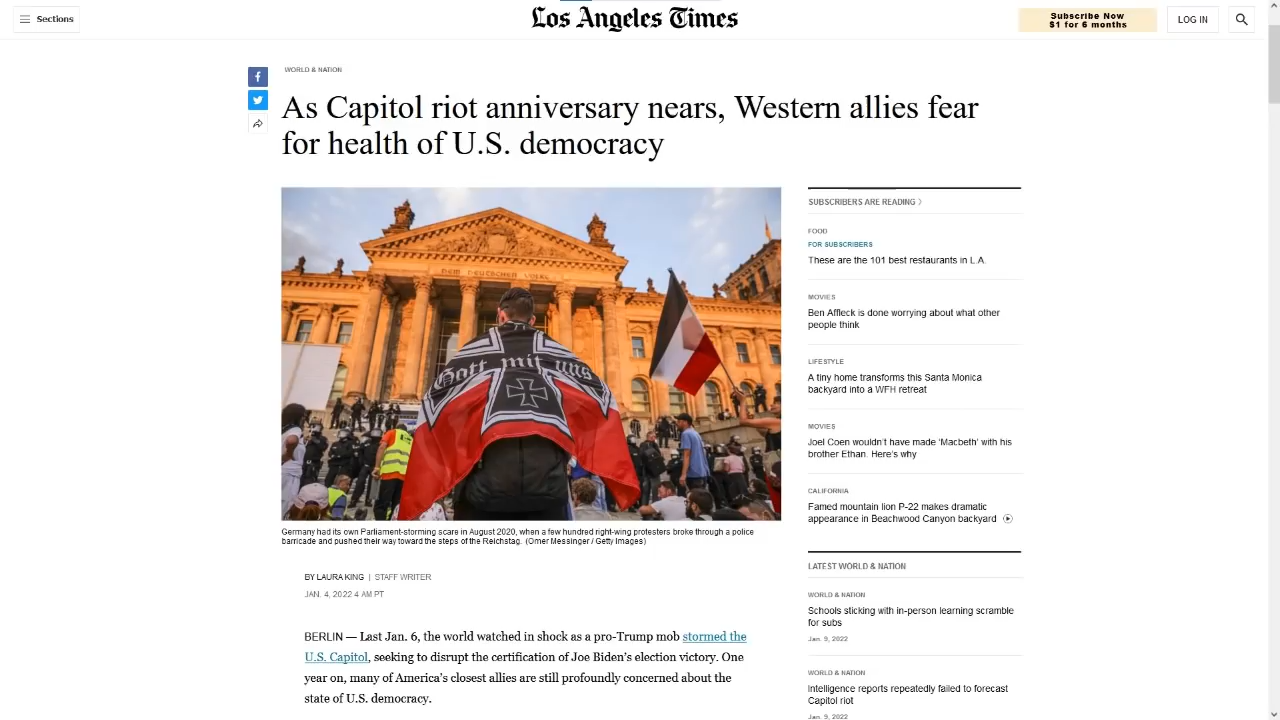 Sections
Los Angeles Times
Subscribe Now
$1 for 6 months
LOG IN
WORLD & NATION
As Capitol riot anniversary nears, Western allies fear
for health of U.S. democracy
DEM DEUTSCHEN VOLKE
Gott mit uns
Germany had its own Parliament-storming scare in August 2020, when a few hundred right-wing protesters broke through a police
barricade and pushed their way toward the steps of the Reichstag. (Omer Messinger / Getty Images)
BY LAURA KING | STAFF WRITER
JAN. 4, 2022 4 AM PT
BERLIN — Last Jan. 6, the world watched in shock as a pro-Trump mob stormed the
U.S. Capitol, seeking to disrupt the certification of Joe Biden's election victory. One
year on, many of America's closest allies are still profoundly concerned about the
state of U.S. democracy.
SUBSCRIBERS ARE READING
FOOD
FOR SUBSCRIBERS
These are the 101 best restaurants in L.A.
MOVIES
Ben Affleck is done worrying about what other
people think
LIFESTYLE
A tiny home transforms this Santa Monica
backyard into a WFH retreat
MOVIES
Joel Coen wouldn't have made 'Macbeth' with his
brother Ethan. Here's why
CALIFORNIA
Famed mountain lion P-22 makes dramatic
appearance in Beachwood Canyon backyard
LATEST WORLD & NATION
WORLD & NATION
Schools sticking with in-person learning scramble
for subs
Jan. 9, 2022
WORLD & NATION
Intelligence reports repeatedly failed to forecast
Capitol riot
Jan. 9, 2022